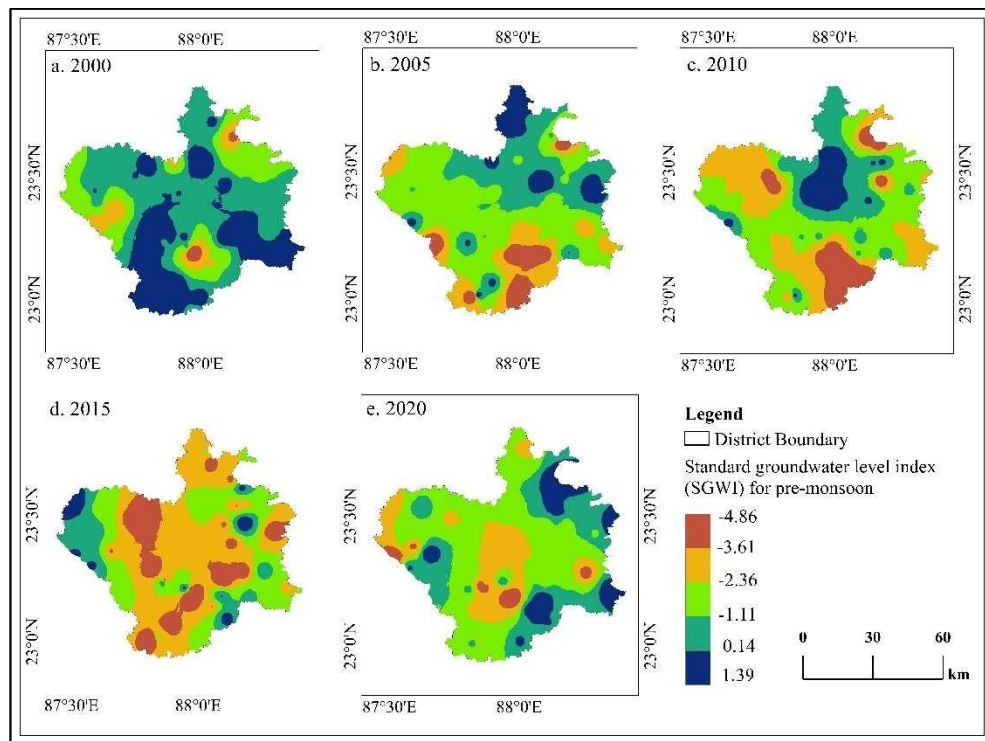 87°30'E 88°0'E 87°30'E 88°0'E 87°30'E 88°0'E
a. 2000 b. 2005 c. 2010
23°30'N 23°30'N 23°30'N 23°30'N
23°0'N 23°0'N 23°0'N 23°0'N
87°30'E 88°0'E 87°30'E 88°0'E
d. 2015 e. 2020
23°30'N 23°30'N
23°0'N 23°0'N
87°30'E 88°0'E 87°30'E 88°0'E
Legend
District Boundary
Standard groundwater level index
(SGWI) for pre-monsoon
-4.86
-3.61
-2.36
-1.11
0.14
1.39
0 30 60
km